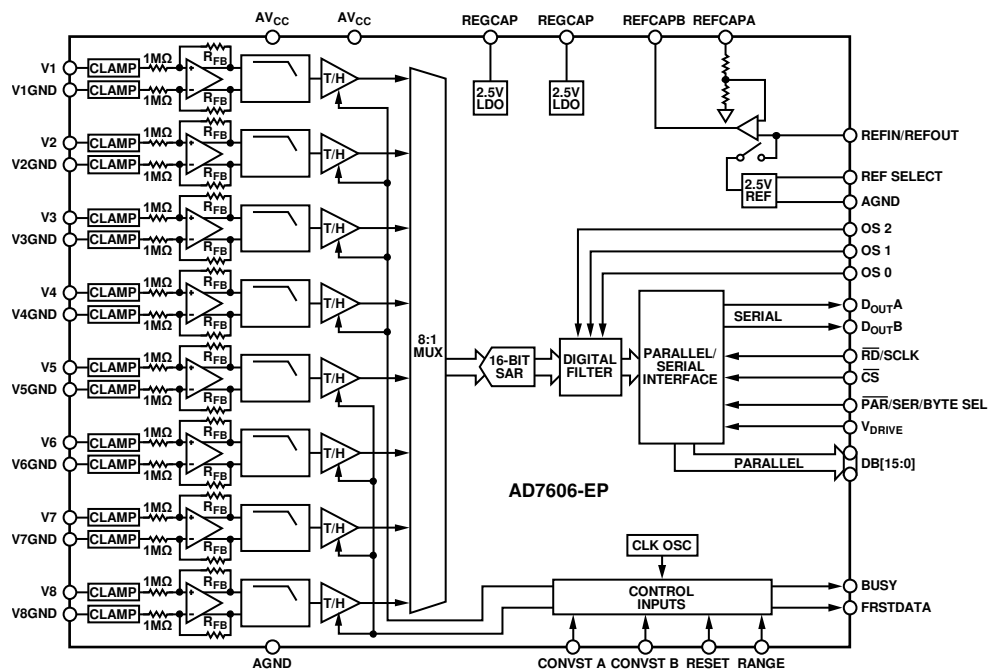 AVCC
AVCC
REGCAP
REGCAP
REFCAPB
REFCAPA
V1
CLAMP
1MΩ
RFB
V1GND
CLAMP
1MΩ
RFB
T/H
2.5V
LDO
2.5V
LDO
REFIN/REFOUT
V2
CLAMP
1MΩ
RFB
V2GND
CLAMP
1MΩ
RFB
T/H
2.5V
REF
REF SELECT
AGND
V3
CLAMP
1MΩ
RFB
V3GND
CLAMP
1MΩ
RFB
T/H
OS 2
OS 1
OS 0
V4
CLAMP
1MΩ
RFB
V4GND
CLAMP
1MΩ
RFB
T/H
8:1
MUX
16-BIT
SAR
DIGITAL
FILTER
PARALLEL/
SERIAL
INTERFACE
SERIAL
DOUTA
DOUTB
RD/SCLK
CS
PAR/SER/BYTE SEL
VDRIVE
PARALLEL
DB[15:0]
V5
CLAMP
1MΩ
RFB
V5GND
CLAMP
1MΩ
RFB
T/H
V6
CLAMP
1MΩ
RFB
V6GND
CLAMP
1MΩ
RFB
T/H
AD7606-EP
V7
CLAMP
1MΩ
RFB
V7GND
CLAMP
1MΩ
RFB
T/H
CLK OSC
V8
CLAMP
1MΩ
RFB
V8GND
CLAMP
1MΩ
RFB
T/H
CONTROL
INPUTS
BUSY
FRSTDATA
AGND
CONVST A
CONVST B
RESET
RANGE